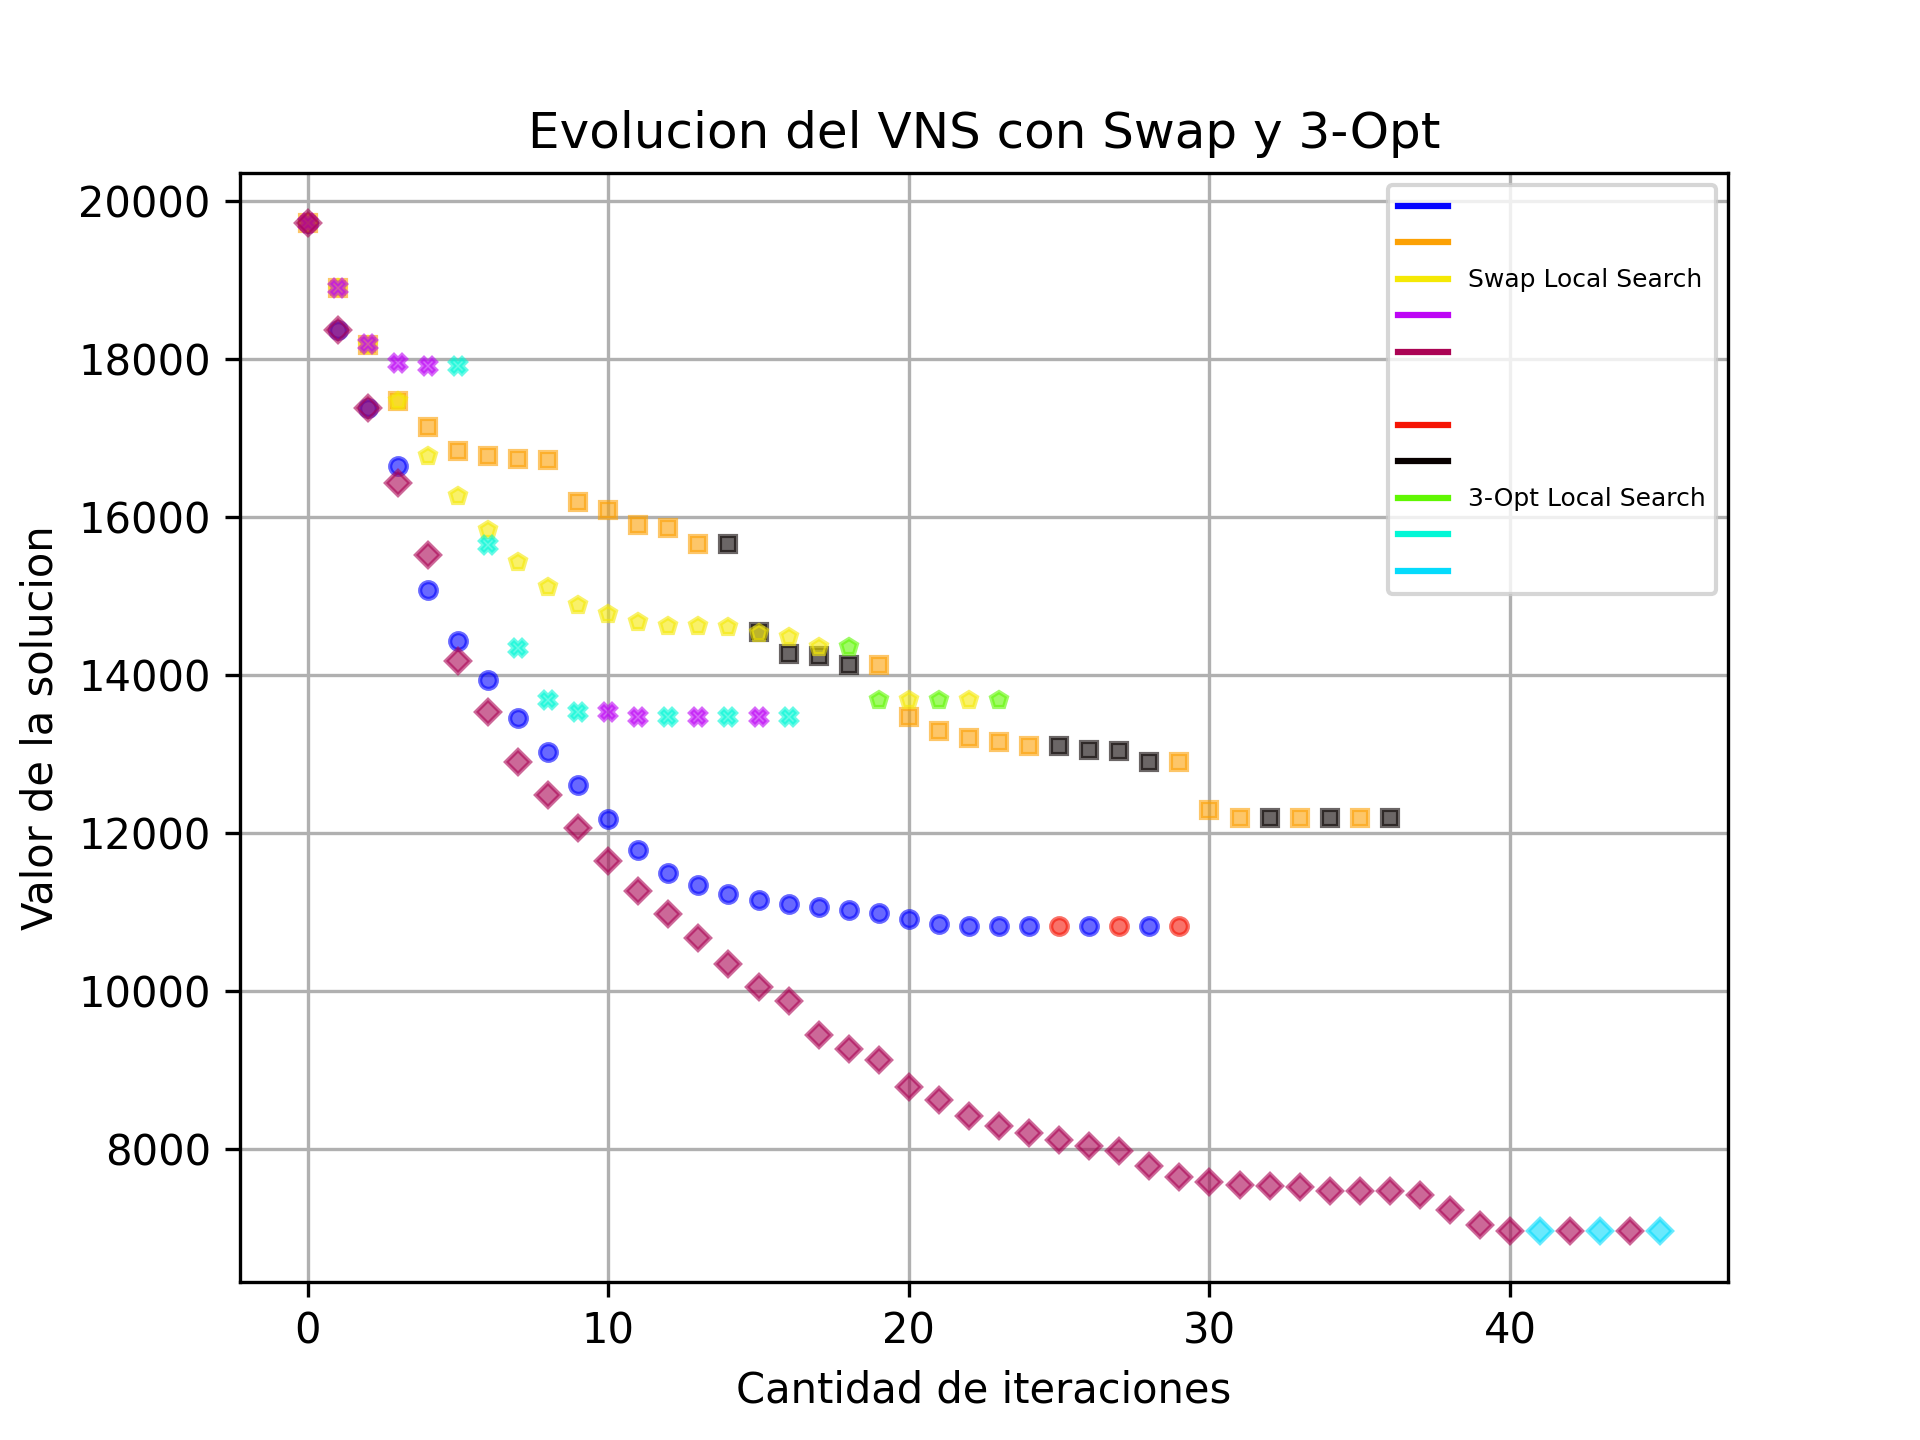 Evolucion del VNS con Swap y 3-Opt
20000
18000
16000
14000
12000
10000
8000
Valor de la solucion
Swap Local Search
3-Opt Local Search
0 10 20 30 40
Cantidad de iteraciones